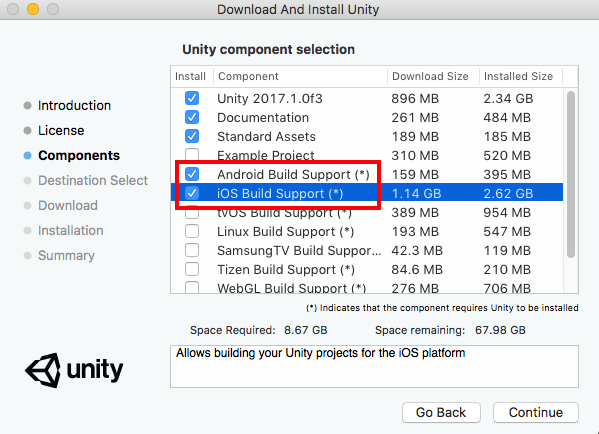 Download And Install Unity
Unity component selection
Install Component Download Size Installed Size
Unity 2017.1.0f3 896 MB 2.34 GB
Documentation 261 MB 484 MB
Standard Assets 189 MB 185 MB
Example Project 310 MB 520 MB
Android Build Support (*) 159 MB 395 MB
iOS Build Support (*) 1.14 GB 2.62 GB
tVOS Build Support (*) 389 MB 954 MB
Linux Build Support (*) 193 MB 547 MB
SamsungTV Build Suppor... 42.3 MB 119 MB
Tizen Build Support (*) 84.6 MB 210 MB
WebGL Build Support (*) 276 MB 706 MB
Introduction
License
Components
Destination Select
Download
Installation
Summary
(*) Indicates that the component requires Unity to be installed
Space Required: 8.67 GB Space remaining: 67.98 GB
Allows building your Unity projects for the iOS platform
unity
Go Back Continue